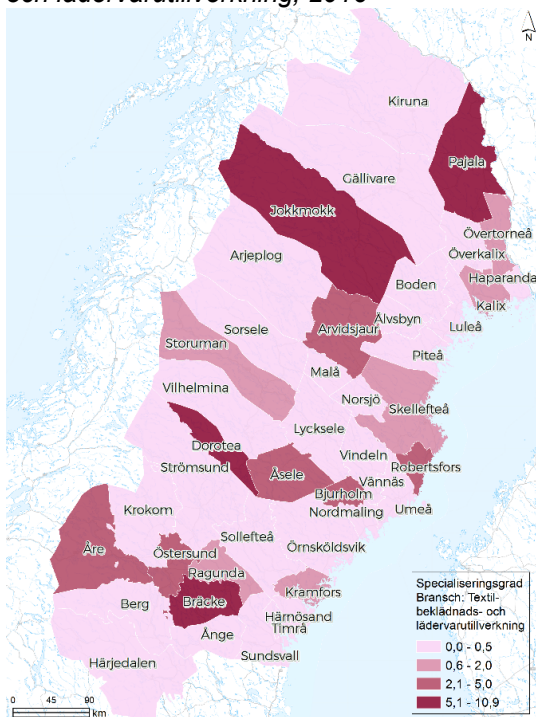 och lädervarutillverkning, 2016
N
Kiruna
Pajala
Gällivare
Jokkmokk
Övertorneå
Arjeplog
Överkalix
Haparanda
Boden
Kalix
Älvsbyn
Luleå
Sorsele
Arvidsjaur
Storuman
Piteå
Malå
Vilhelmina
Norsjö
Skellefteå
Lycksele
Dorotea
Vindeln
Strömsund
Robertsfors
Åsele
Vännäs
Bjurholm
Umeå
Krokom
Nordmaling
Sollefteå
Åre
Östersund
Örnsköldsvik
Ragunda
Kramfors
Berg
Bräcke
Härnösand
Timrå
Ånge
Sundsvall
Härjedalen
Specialiseringsgrad
Bransch; Textil-
beklädnads- och
lädervarutillverkning
0,0 - 0,5
0,6 - 2,0
2,1 - 5,0
5,1 - 10,9
0 45 90
km